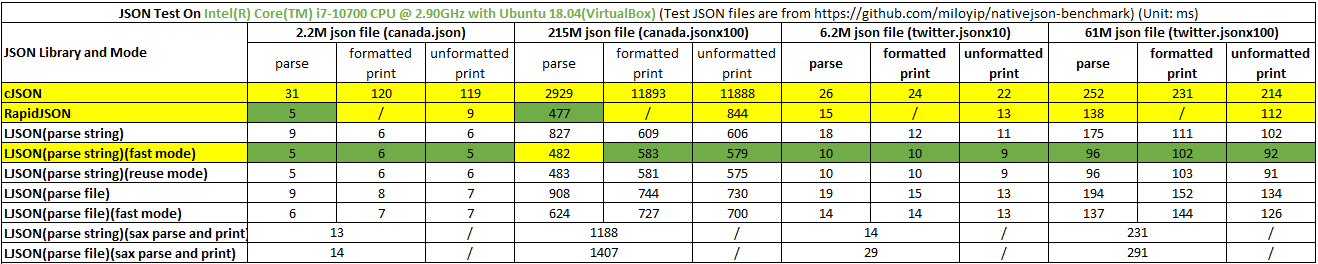 JSON Test On Intel(R) Core(TM) i7-10700 CPU @ 2.90GHz with Ubuntu 18.04(VirtualBox) (Test JSON files are from https://github.com/miloyip/nativejson-benchmark) (Unit: ms)
JSON Library and Mode 2.2M json file (canada.json) 215M json file (canada.jsonx100) 6.2M json file (twitter.jsonx10) 61M json file (twitter.jsonx100)
parse formatted print unformatted print parse formatted print unformatted print parse formatted print unformatted print parse formatted print unformatted print
cJSON 31 120 119 2929 11893 11888 26 24 22 252 231 214
RapidJSON 5 / 9 477 / 844 15 / 13 138 / 112
LJSON(parse string) 9 6 6 827 609 606 18 12 11 175 111 102
LJSON(parse string)(fast mode) 5 6 5 482 583 579 10 10 9 96 102 92
LJSON(parse string)(reuse mode) 5 6 6 483 581 575 10 10 9 96 103 91
LJSON(parse file) 9 8 7 908 744 730 19 15 13 194 152 134
LJSON(parse file)(fast mode) 6 7 7 624 727 700 14 14 13 137 144 126
LJSON(parse string)(sax parse and print) 13 / 1188 / 14 / 231 /
LJSON(parse file)(sax parse and print) 14 / 1407 / 29 / 291 /